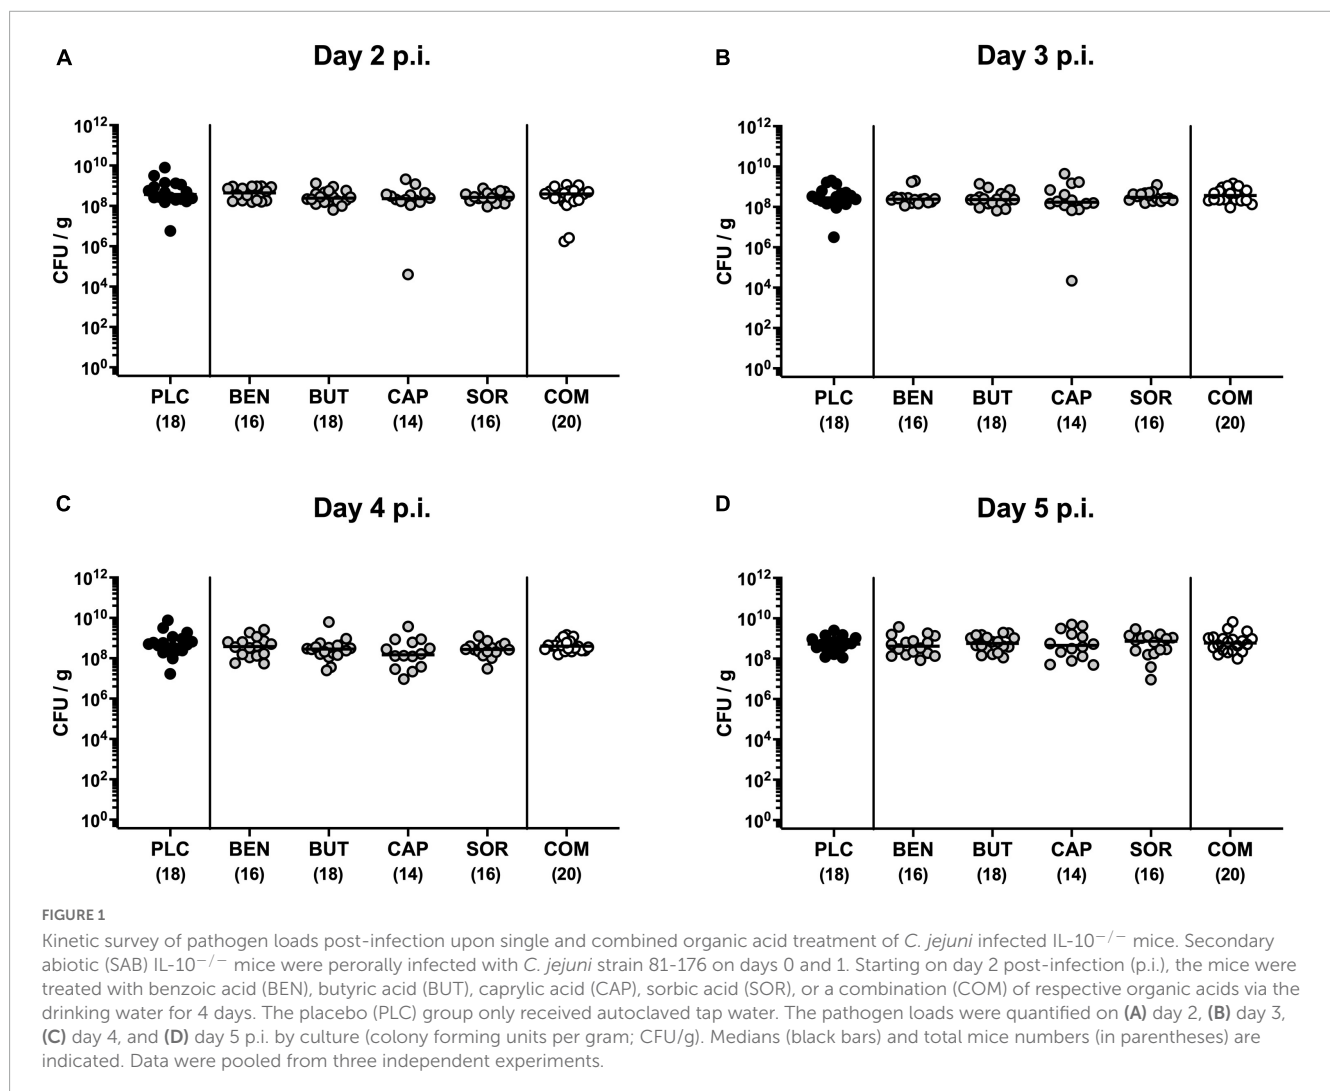 A
Day 2 p.i.
CFU / g
10¹²
10¹⁰
10⁸
10⁶
10⁴
10²
10⁰
PLC BEN BUT CAP SOR COM
(18) (16) (18) (14) (16) (20)
B
Day 3 p.i.
CFU / g
10¹²
10¹⁰
10⁸
10⁶
10⁴
10²
10⁰
PLC BEN BUT CAP SOR COM
(18) (16) (18) (14) (16) (20)
C
Day 4 p.i.
CFU / g
10¹²
10¹⁰
10⁸
10⁶
10⁴
10²
10⁰
PLC BEN BUT CAP SOR COM
(18) (16) (18) (14) (16) (20)
D
Day 5 p.i.
CFU / g
10¹²
10¹⁰
10⁸
10⁶
10⁴
10²
10⁰
PLC BEN BUT CAP SOR COM
(18) (16) (18) (14) (16) (20)
FIGURE 1
Kinetic survey of pathogen loads post-infection upon single and combined organic acid treatment of C. jejuni infected IL-10⁻/⁻ mice. Secondary
abiotic (SAB) IL-10⁻/⁻ mice were perorally infected with C. jejuni strain 81-176 on days 0 and 1. Starting on day 2 post-infection (p.i.), the mice were
treated with benzoic acid (BEN), butyric acid (BUT), caprylic acid (CAP), sorbic acid (SOR), or a combination (COM) of respective organic acids via the
drinking water for 4 days. The placebo (PLC) group only received autoclaved tap water. The pathogen loads were quantified on (A) day 2, (B) day 3,
(C) day 4, and (D) day 5 p.i. by culture (colony forming units per gram; CFU/g). Medians (black bars) and total mice numbers (in parentheses) are
indicated. Data were pooled from three independent experiments.